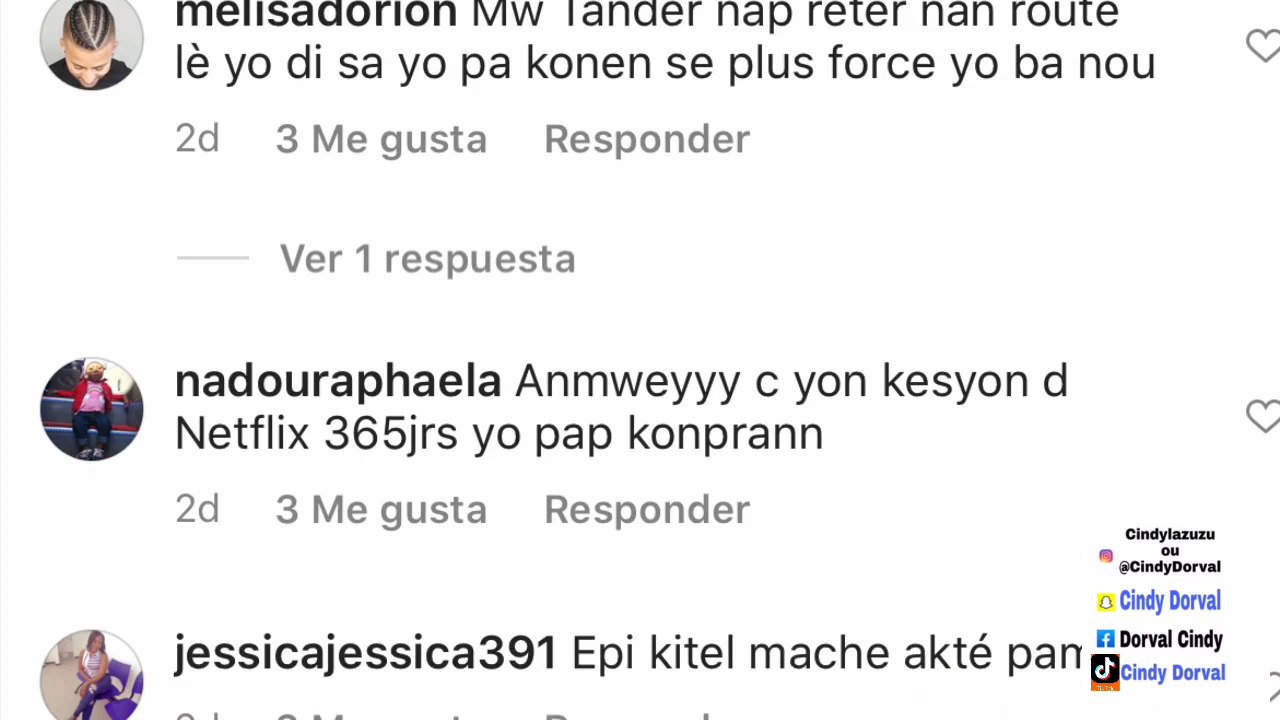 melisadorion Mw Tander nap reter nan route
lè yo di sa yo pa konen se plus force yo ba nou
2d 3 Me gusta Responder
Ver 1 respuesta
nadouraphaela Anmweyyy c yon kesyon d
Netflix 365jrs yo pap konprann
2d 3 Me gusta Responder
jessicajessica391 Epi kitel mache akté pam
Cindylazuzu
ou
@CindyDorval
Cindy Dorval
Dorval Cindy
Cindy Dorval